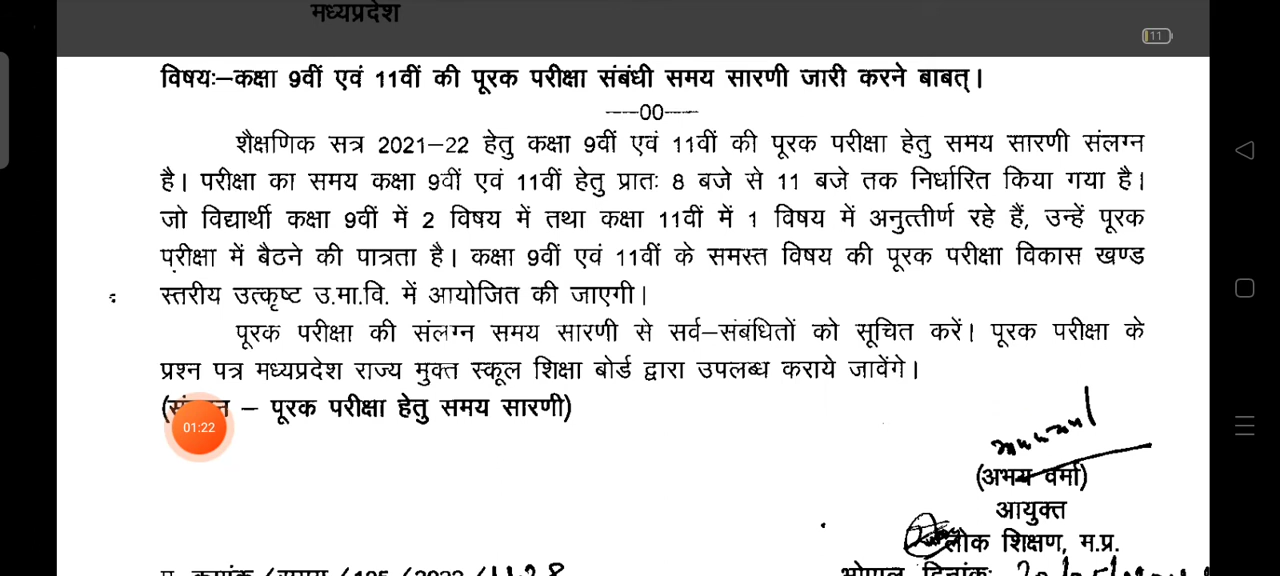 मध्यप्रदेश
11
विषयः–कक्षा 9वीं एवं 11वीं की पूरक परीक्षा संबंधी समय सारणी जारी करने बाबत्।
----00----
शैक्षणिक सत्र 2021–22 हेतु कक्षा 9वीं एवं 11वीं की पूरक परीक्षा हेतु समय सारणी संलग्न
है। परीक्षा का समय कक्षा 9वीं एवं 11वीं हेतु प्रातः 8 बजे से 11 बजे तक निर्धारित किया गया है।
जो विद्यार्थी कक्षा 9वीं में 2 विषय में तथा कक्षा 11वीं में 1 विषय में अनुत्तीर्ण रहे हैं, उन्हें पूरक
परीक्षा में बैठने की पात्रता है। कक्षा 9वीं एवं 11वीं के समस्त विषय की पूरक परीक्षा विकास खण्ड
स्तरीय उत्कृष्ट उ.मा.वि. में आयोजित की जाएगी।
पूरक परीक्षा की संलग्न समय सारणी से सर्व–संबंधितों को सूचित करें। पूरक परीक्षा के
प्रश्न पत्र मध्यप्रदेश राज्य मुक्त स्कूल शिक्षा बोर्ड द्वारा उपलब्ध कराये जावेंगे।
– पूरक परीक्षा हेतु समय सारणी)
01:22
(अभय वर्मा)
आयुक्त
लोक शिक्षण, म.प्र.